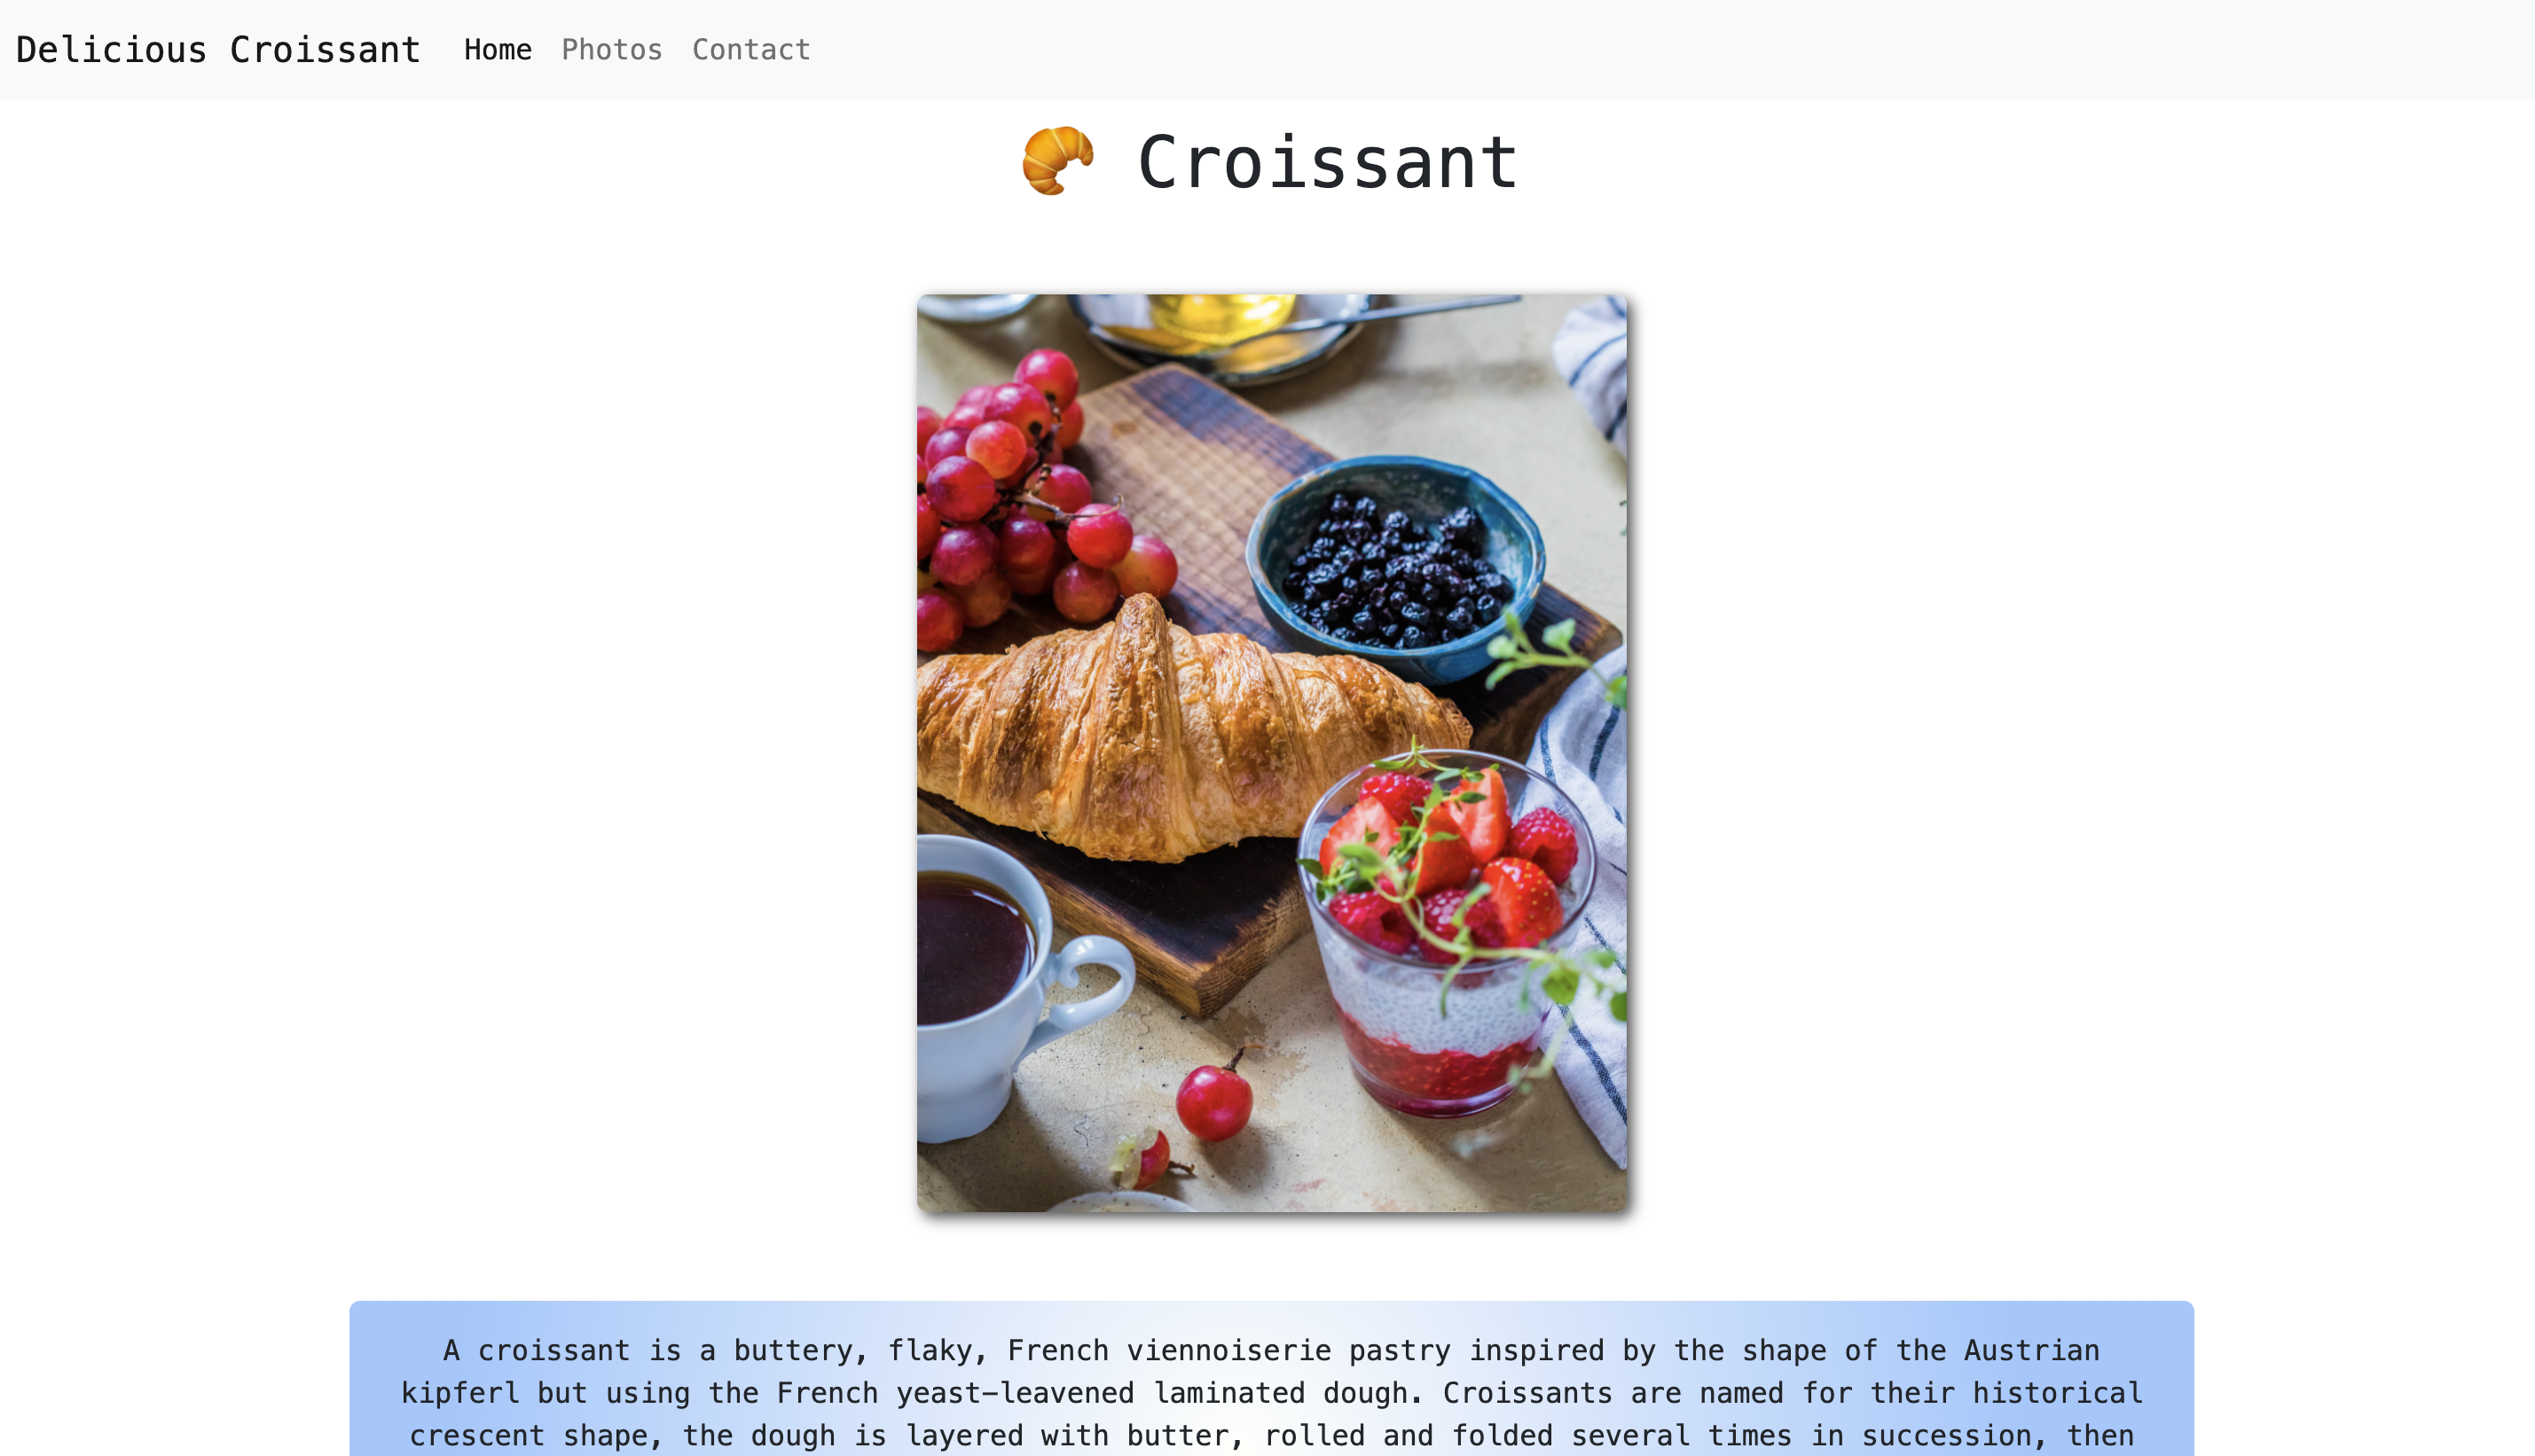 Delicious Croissant Home Photos Contact
🥐 Croissant
A croissant is a buttery, flaky, French viennoiserie pastry inspired by the shape of the Austrian
kipferl but using the French yeast—leavened laminated dough. Croissants are named for their historical
crescent shape, the dough is layered with butter, rolled and folded several times in succession, then